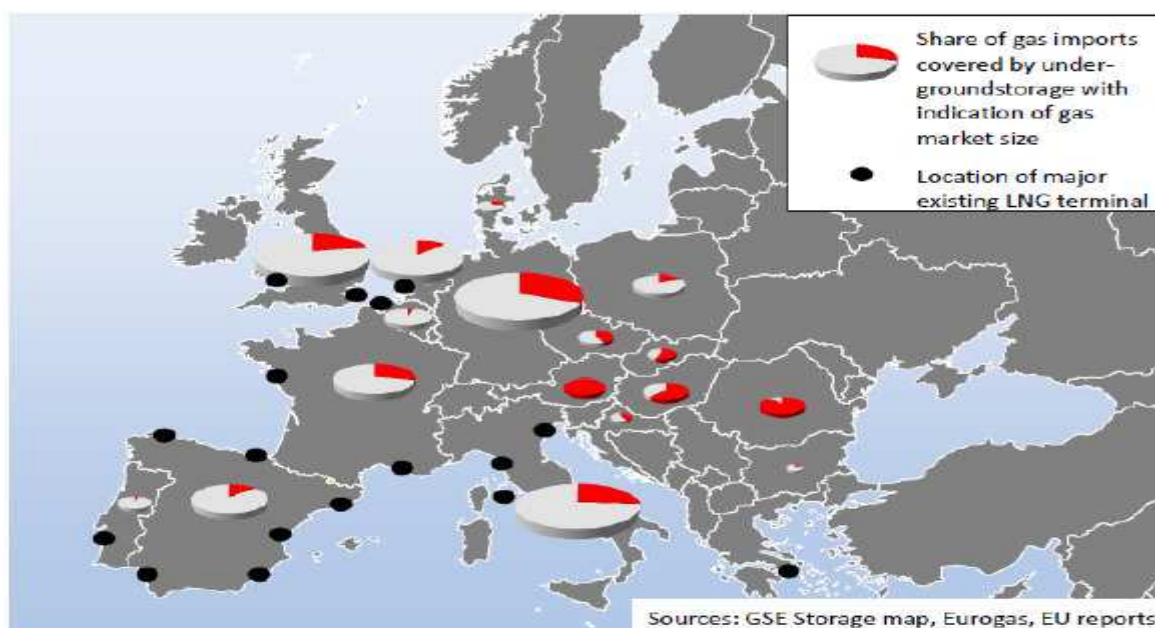 Share of gas imports
covered by under-
groundstorage with
indication of gas
market size
Location of major
existing LNG terminal
Sources: GSE Storage map, Eurogas, EU reports